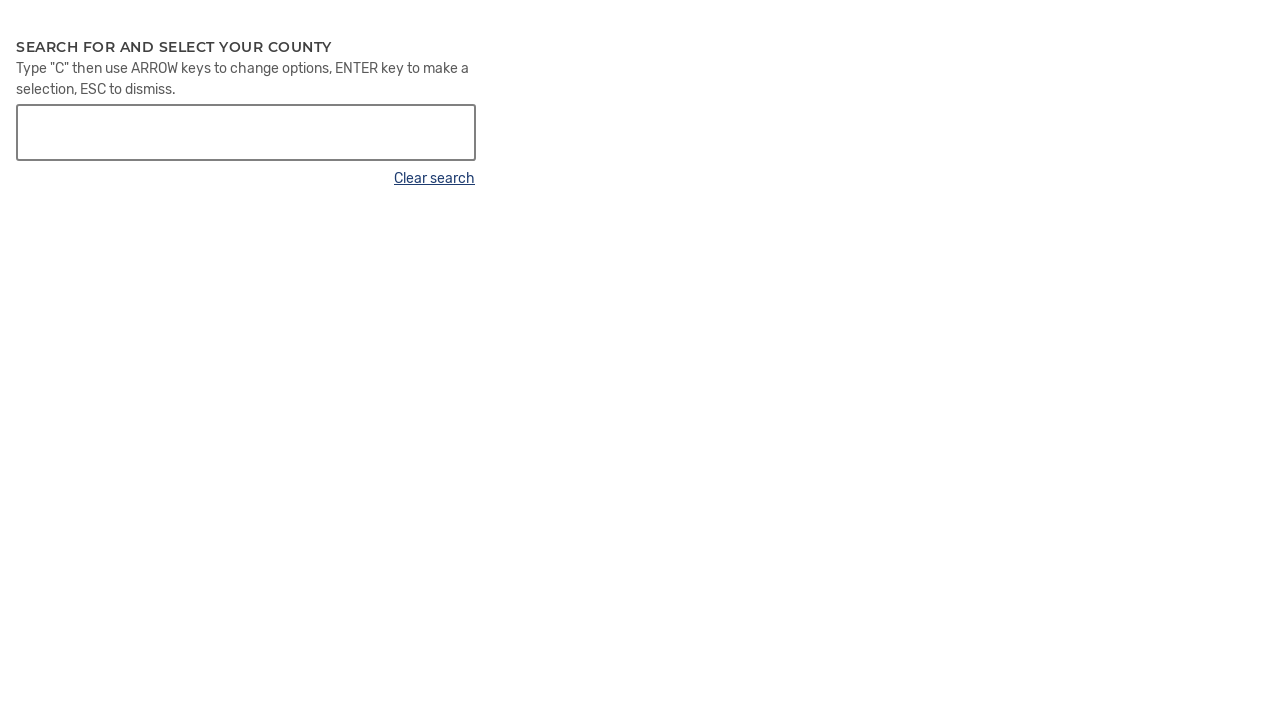 SEARCH FOR AND SELECT YOUR COUNTY
Type "C" then use ARROW keys to change options, ENTER key to make a
selection, ESC to dismiss.
Clear search